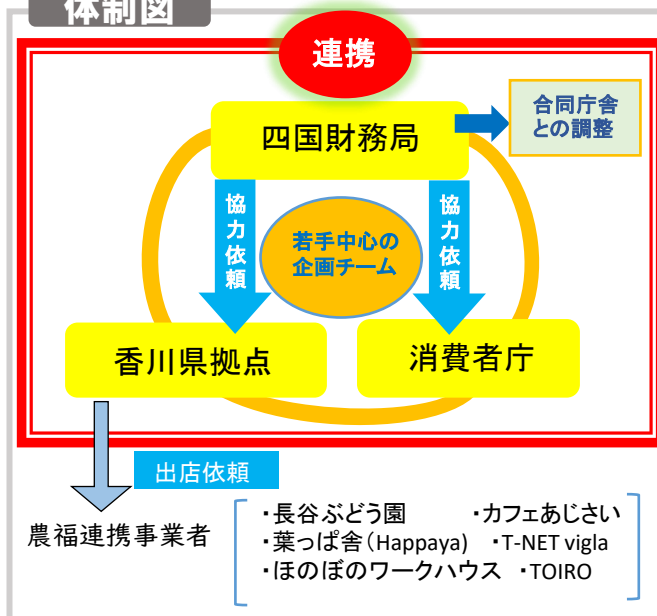 体制図
連携
四国財務局
合同庁舎
との調整
協力依頼
協力依頼
若手中心の
企画チーム
香川県拠点
消費者庁
出店依頼
農福連携事業者
・長谷ぶどう園 ・カフェあじさい
・葉っぱ舎(Happaya) ・T-NET vigla
・ほのぼのワークハウス ・TOIRO